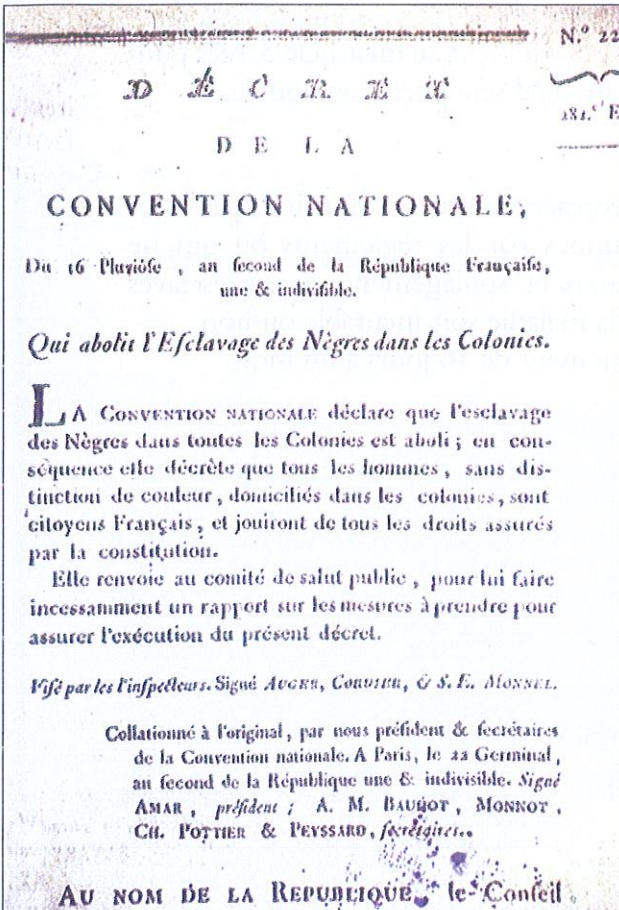 N.º 22
DÉCRET
DE LA
CONVENTION NATIONALE,
Du 16 Pluviôſe , an ſecond de la République Françaiſe,
une & indiviſible.
Qui abolit l'Eſclavage des Nègres dans les Colonies.
LA CONVENTION NATIONALE déclare que l'esclavage
des Nègres dans toutes les Colonies est aboli ; en con-
séquence elle décrète que tous les hommes , sans dis-
tinction de couleur , domiciliés dans les colonies, sont
citoyens Français , et jouiront de tous les droits assurés
par la constitution.
Elle renvoie au comité de salut public , pour lui faire
incessamment un rapport sur les mesures à prendre pour
assurer l'exécution du présent décret.
Viſé par les l'inſpecteurs. Signé AUGER, CORDIER, & S. E. MONNEL.
Collationné à l'original, par nous préſident & ſecrétaires
de la Convention nationale. A Paris, le 22 Germinal,
an ſecond de la République une & indiviſible. Signé
AMAR, préſident ; A. M. BAUDOT, MONNOT,
CH. POTTIER & PEYSSARD, ſecrétaires.
AU NOM DE LA REPUBLIQUE, le Conſeil